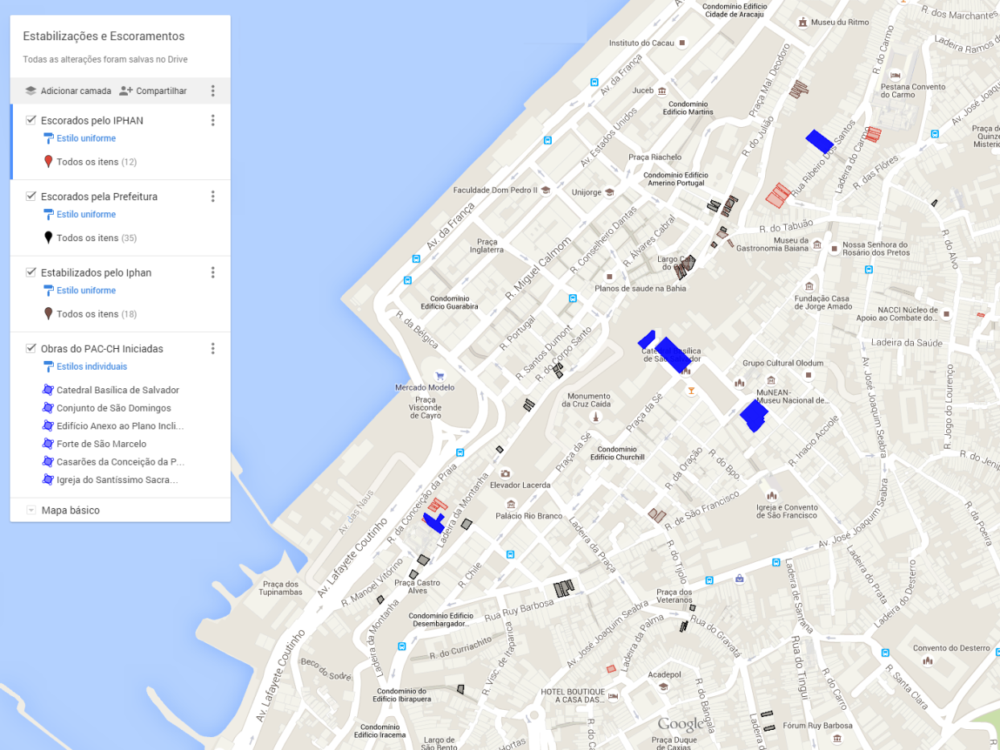 Estabilizações e Escoramentos
Todas as alterações foram salvas no Drive
Adicionar camada
Compartilhar
Escorados pelo IPHAN
Estilo uniforme
Todos os itens (12)
Escorados pela Prefeitura
Estilo uniforme
Todos os itens (35)
Estabilizados pelo Iphan
Estilo uniforme
Todos os itens (18)
Obras do PAC-CH Iniciadas
Estilos individuais
Catedral Basílica de Salvador
Conjunto de São Domingos
Edifício Anexo ao Plano Incli...
Forte de São Marcelo
Casarões da Conceição da P...
Igreja do Santíssimo Sacra...
Mapa básico
Condomínio Edifício
Cidade de Aracaju
Museu do Ritmo
R. dos Marchantes
Ladeira Ramos de
Instituto do Cacau
Av. da França
R. do Carmo
Pestana Convento
do Carmo
Juceb
Condomínio
Edifício Martins
Praça Mal. Deodoro
Av. José Joaqu
Av. Estados Unidos
R. do Julião
Praça de
Quinze
Misterio
Praça Riachelo
Rua Ribeiro Dos Santos
Ladeira do Carmo
R. das Flôres
Condomínio Edifício
Amerino Portugal
Faculdade Dom Pedro II
Unijorge
Av. da França
R. Conselheiro Dantas
R. Álvares Cabral
R. do Tabuão
Praça
Inglaterra
R. Miguel Calmom
Museu da
Gastronomia Baiana
Nossa Senhora do
Rosário dos Pretos
R. do Alvo
Largo Cais
do
Planos de saude na Bahia
Condomínio
Edifício Guarabira
Fundação Casa
de Jorge Amado
NACCI Núcleo de
Apoio ao Combate do...
R. da Bélgica
R. Portugal
R. Santos Dumont
R. do Corpo Santo
Ladeira da Saúde
Catedral Basílica
de São Salvador
Grupo Cultural Olodum
Mercado Modelo
Praça
Visconde
de Cayro
Monumento
da Cruz Caída
MuNEAN-
Museu Nacional de...
Av. José Joaquim Seabra
R. Jogo do Lourenço
Praça da Sé
Praça da Sé
R. Inacio Acciole
Condomínio
Edifício Churchill
R. da Oração
R. do Bpo.
R. do Jenip
Elevador Lacerda
Av. das Naus
R. da Conceição da Praia
Ladeira da Montanha
Palácio Rio Branco
R. de São Francisco
Igreja e Convento
de São Francisco
R. da Poeira
Av. Lafayete Coutinho
Ladeira da Praça
Av. José Joaquim Seabra
R. do Tijolo
Ladeira do Prata
Ladeira do Desterro
R. Manoel Vitórino
R. Chile
Praça dos
Tupinambas
Praça Castro
Alves
Praça dos
Veteranos
Ladeira de Santana
Rua Ruy Barbosa
Condomínio Edificio
Desembargador...
Ladeira da Montanha
Ladeira da
Av. José Joaquim Seabra
Ladeira da Palma
Rua do Gravatá
Rua do Tingui
R. do Curriachito
R. Visc. de Itaparica
Convento do Desterro
Beco do Sodré
Av. Lafayete Coutinho
Acadepol
R. do Carro
R. Santa Clara
Condomínio do
Edifício Ibirapuera
HOTEL BOUTIQUE
A CASA DAS...
R. do Bângala
Condomínio
Edifício Iracema
Google
Fórum Ruy Barbosa
Largo de
São Bento
Hortas
Praça Duque
de Caxias